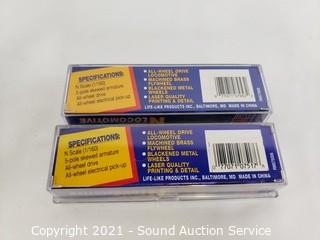 SPECIFICATIONS:
N Scale (1/160)
5-pole skewed armature
All-wheel drive
All-wheel electrical pick-up
• ALL-WHEEL DRIVE
LOCOMOTIVE
• MACHINED BRASS
FLYWHEEL
• BLACKENED METAL
WHEELS
• LASER QUALITY
PRINTING & DETAIL
LIFE-LIKE PRODUCTS INC., BALTIMORE, MD MADE IN CHINA
LOCOMOTIVE
SPECIFICATIONS:
N Scale (1/160)
5-pole skewed armature
All-wheel drive
All-wheel electrical pick-up
• ALL-WHEEL DRIVE
LOCOMOTIVE
• MACHINED BRASS
FLYWHEEL
• BLACKENED METAL
WHEELS
• LASER QUALITY
PRINTING & DETAIL
LIFE-LIKE PRODUCTS INC., BALTIMORE, MD MADE IN CHINA
Copyright 2021 - Sound Auction Service